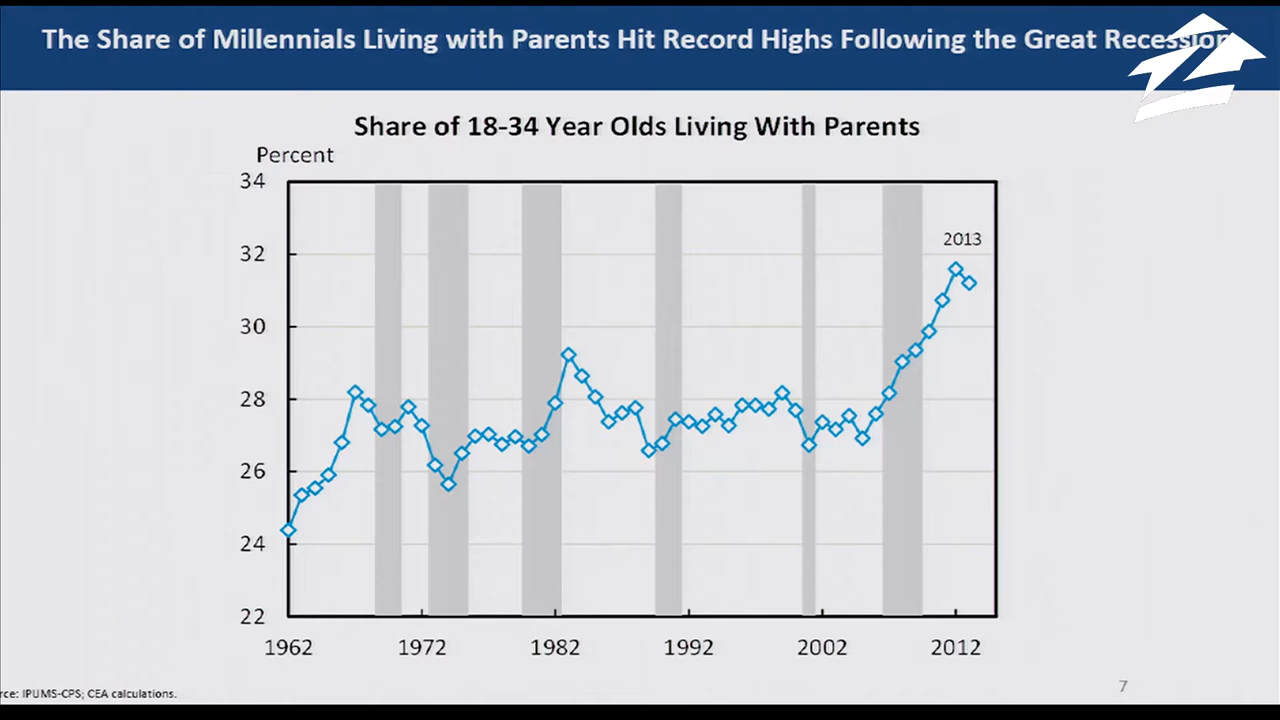 The Share of Millennials Living with Parents Hit Record Highs Following the Great Recession
Share of 18-34 Year Olds Living With Parents
Percent
34
32
30
28
26
24
22
2013
1962 1972 1982 1992 2002 2012
rce: IPUMS-CPS; CEA calculations.
7